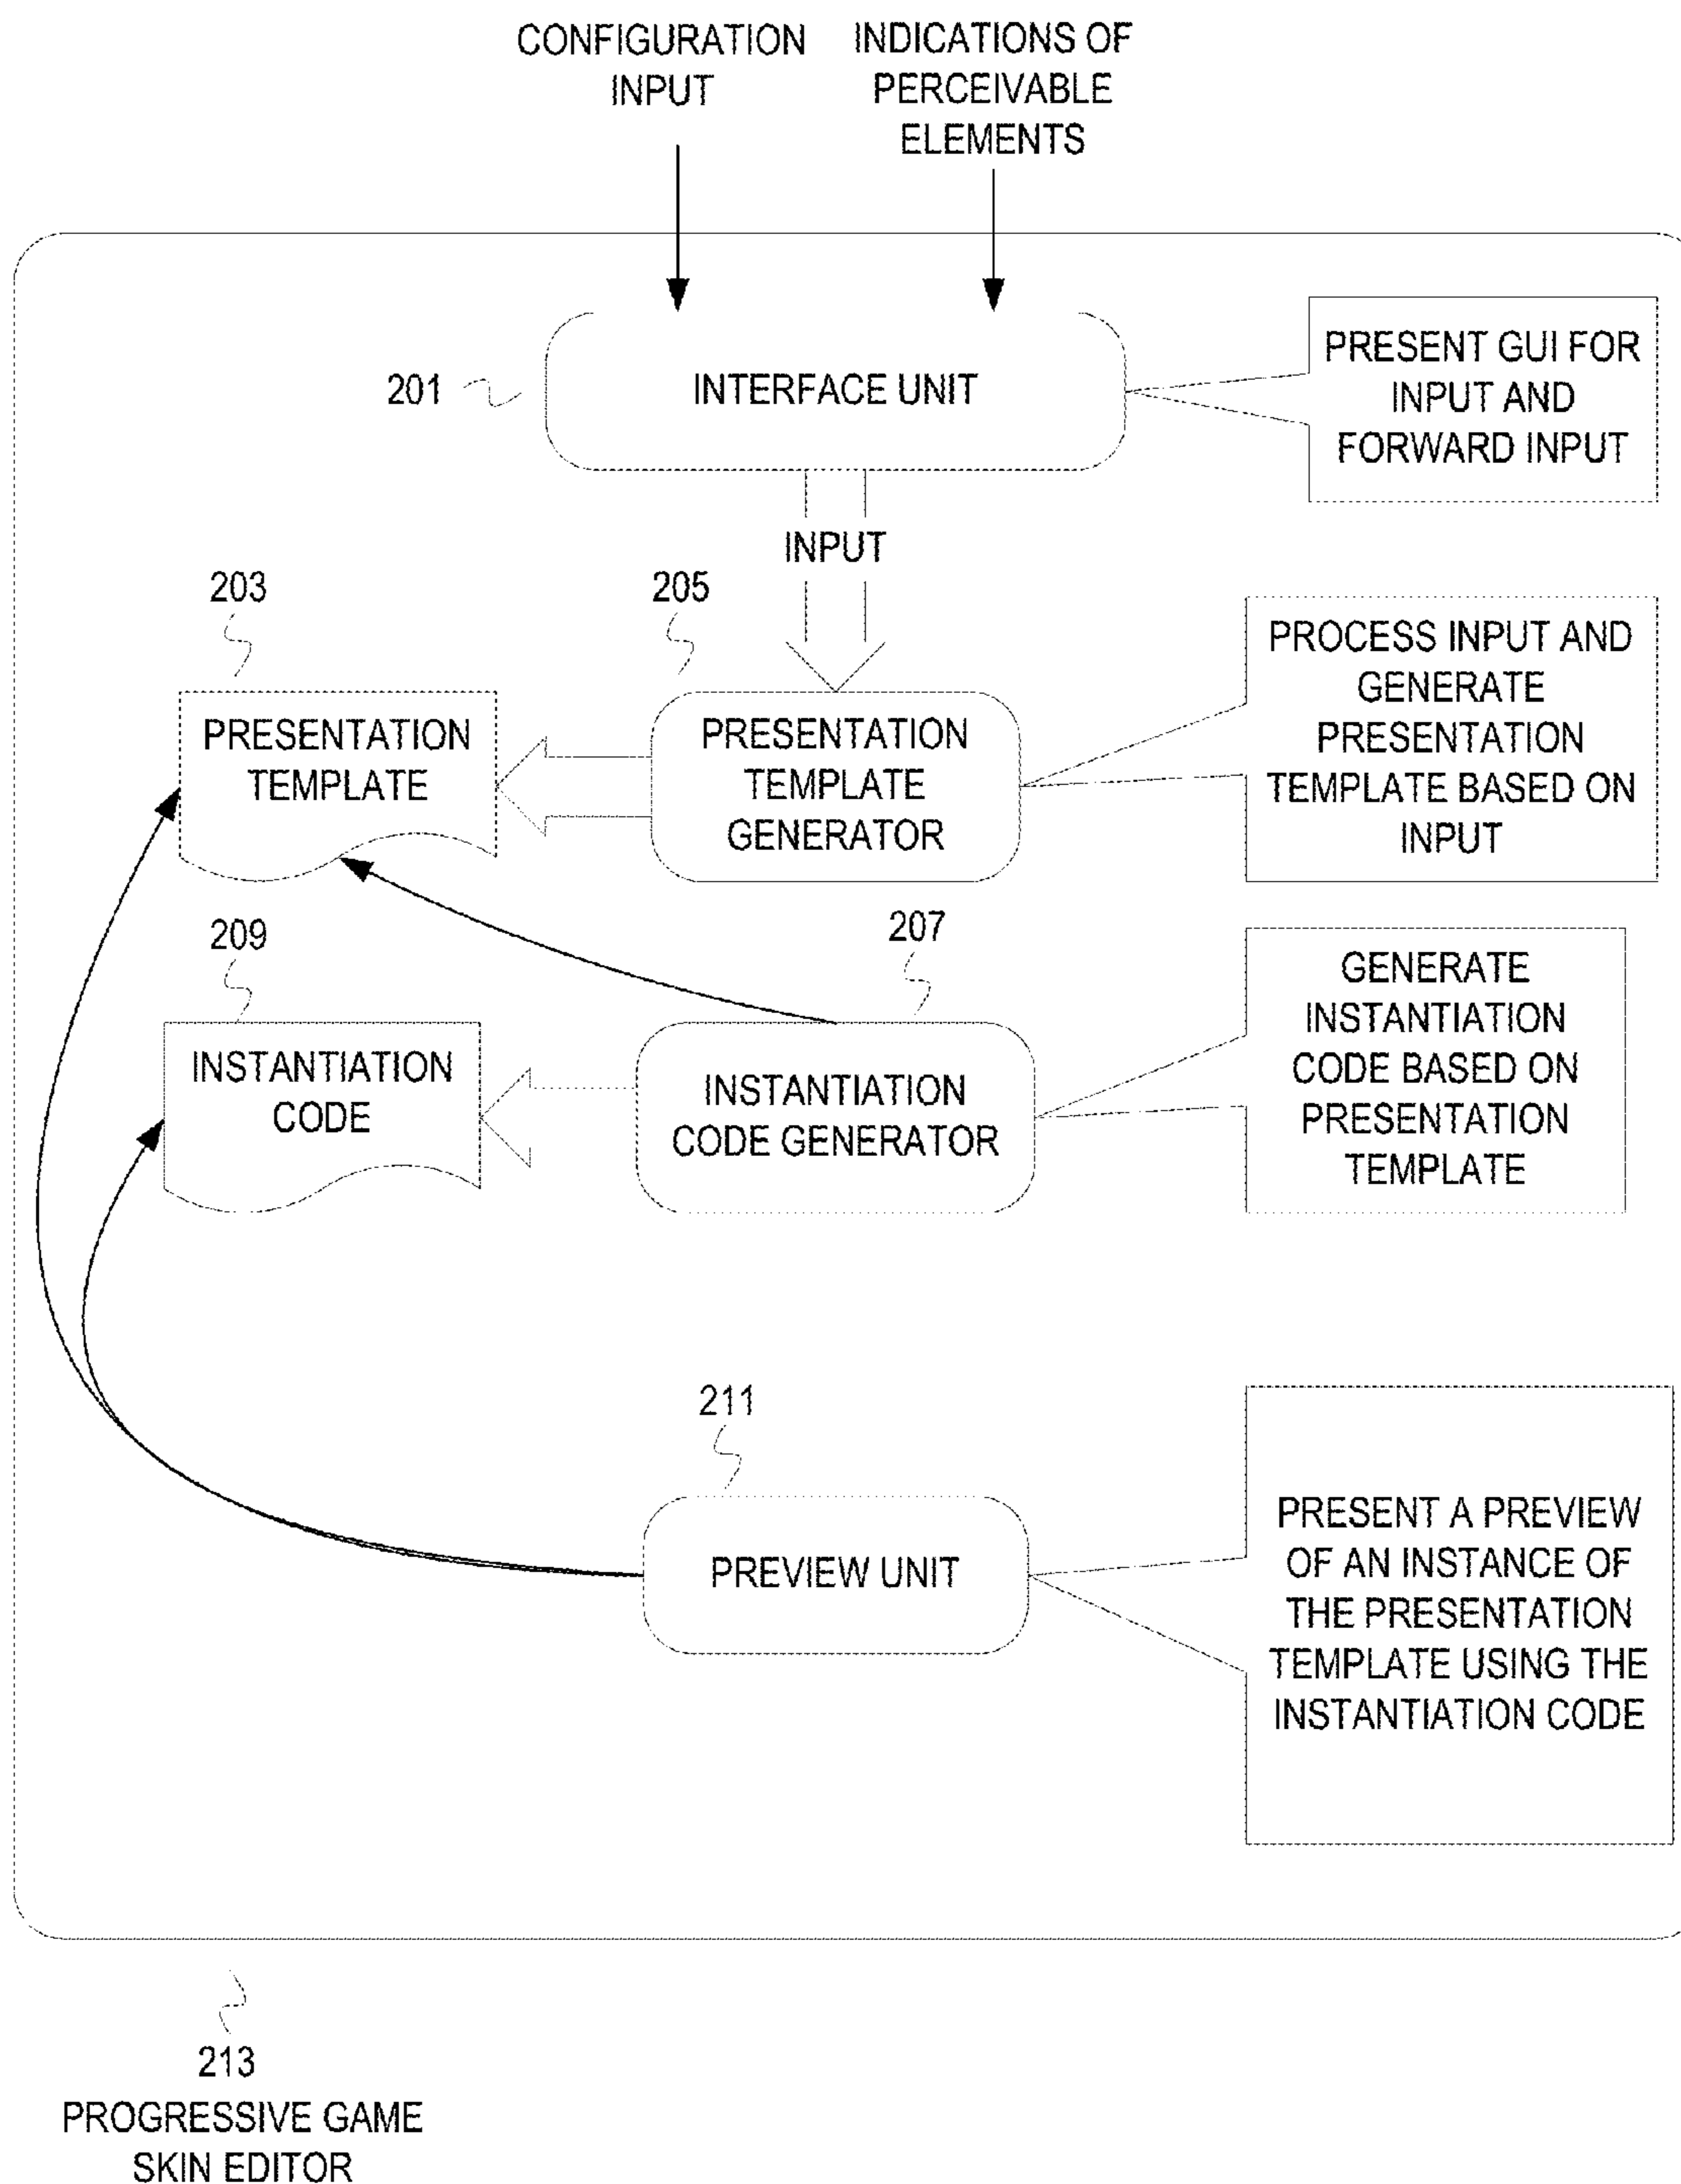 CONFIGURATION
INPUT
INDICATIONS OF
PERCEIVABLE
ELEMENTS
201
INTERFACE UNIT
PRESENT GUI FOR
INPUT AND
FORWARD INPUT
INPUT
203
205
PRESENTATION
TEMPLATE
PRESENTATION
TEMPLATE
GENERATOR
PROCESS INPUT AND
GENERATE
PRESENTATION
TEMPLATE BASED ON
INPUT
209
207
INSTANTIATION
CODE
INSTANTIATION
CODE GENERATOR
GENERATE
INSTANTIATION
CODE BASED ON
PRESENTATION
TEMPLATE
211
PREVIEW UNIT
PRESENT A PREVIEW
OF AN INSTANCE OF
THE PRESENTATION
TEMPLATE USING THE
INSTANTIATION CODE
213
PROGRESSIVE GAME
SKIN EDITOR